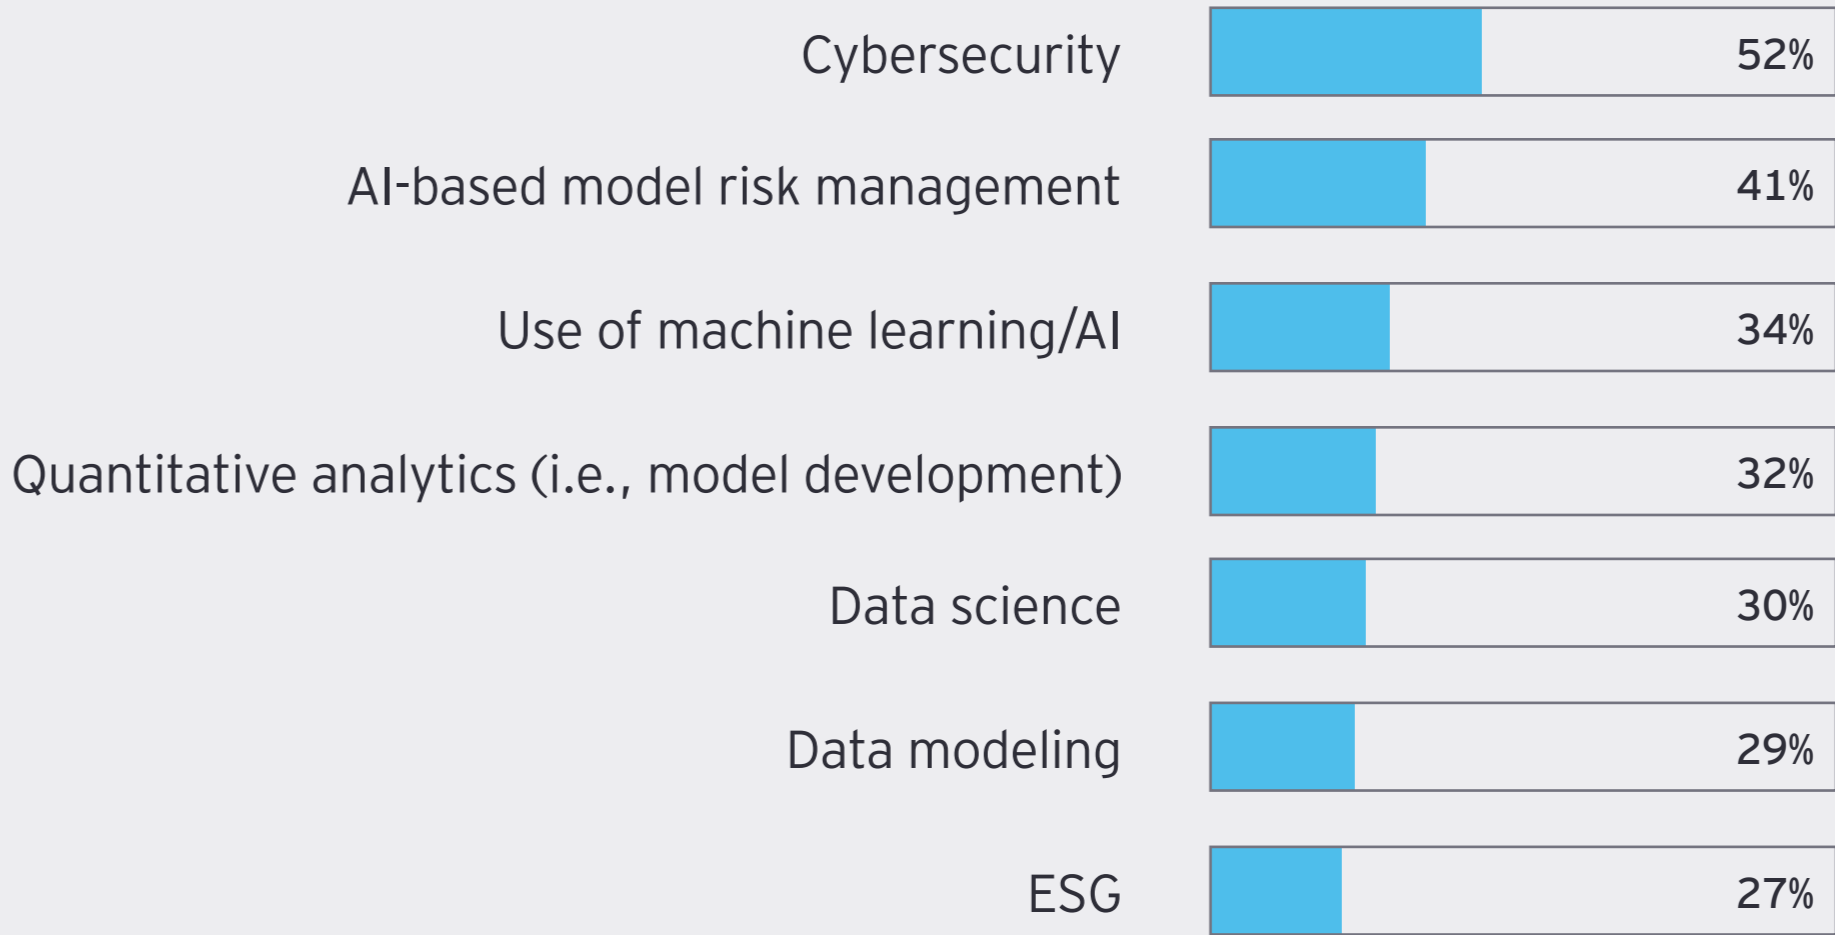 Cybersecurity 52%
AI-based model risk management 41%
Use of machine learning/AI 34%
Quantitative analytics (i.e., model development) 32%
Data science 30%
Data modeling 29%
ESG 27%